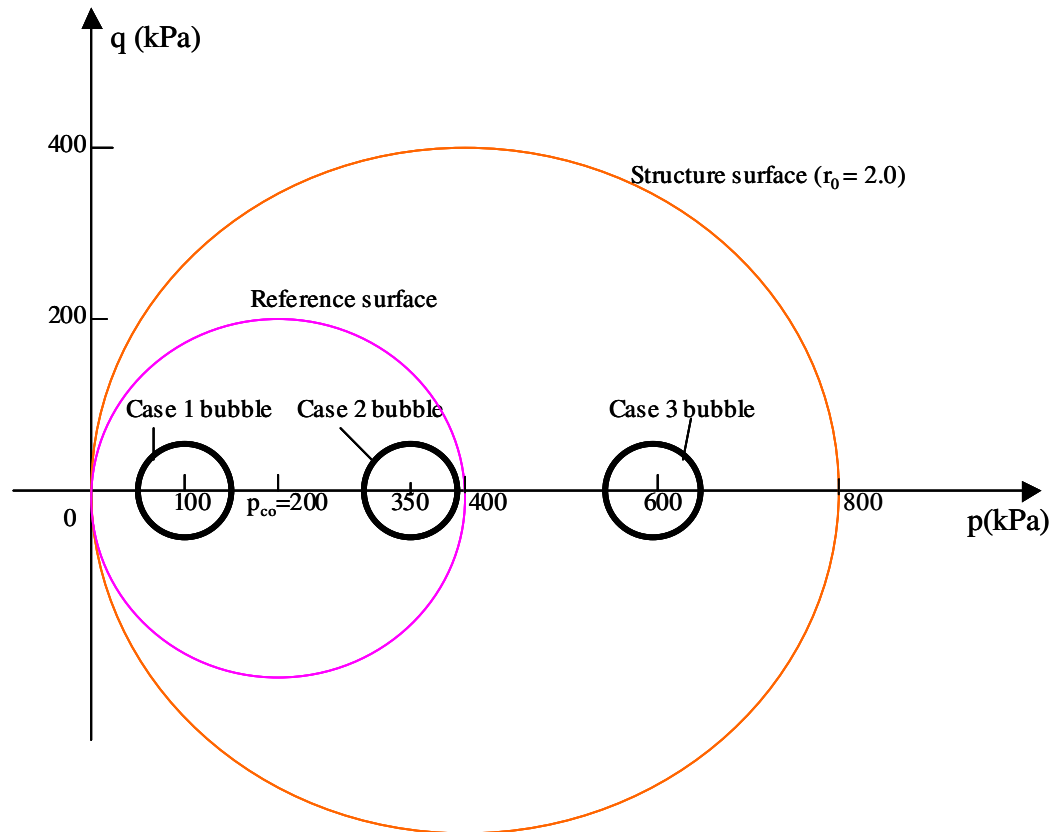 q (kPa)
400
Structure surface (r0 = 2.0)
Reference surface
200
Case 1 bubble
Case 2 bubble
Case 3 bubble
0
100
pco=200
350
400
600
800
p(kPa)